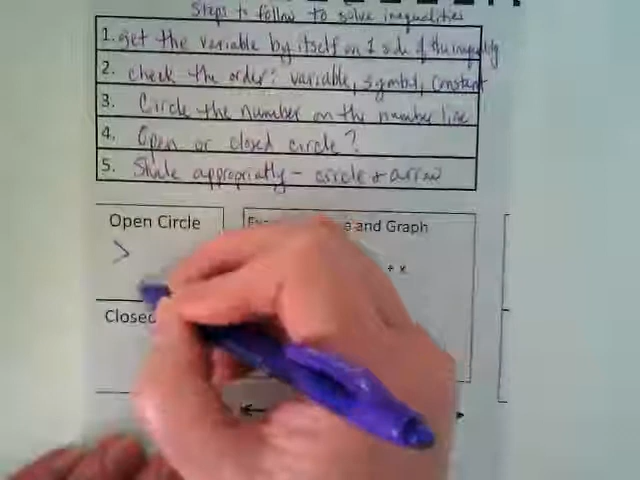 Steps to follow to solve inequalities
1. get the variable by itself on 1 side of the inequality
2. check the order: variable, symbol, constant
3. Circle the number on the number line
4. Open or closed circle?
5. Shade appropriately - circle + arrow
Open Circle
and Graph
>
+ x
Closed